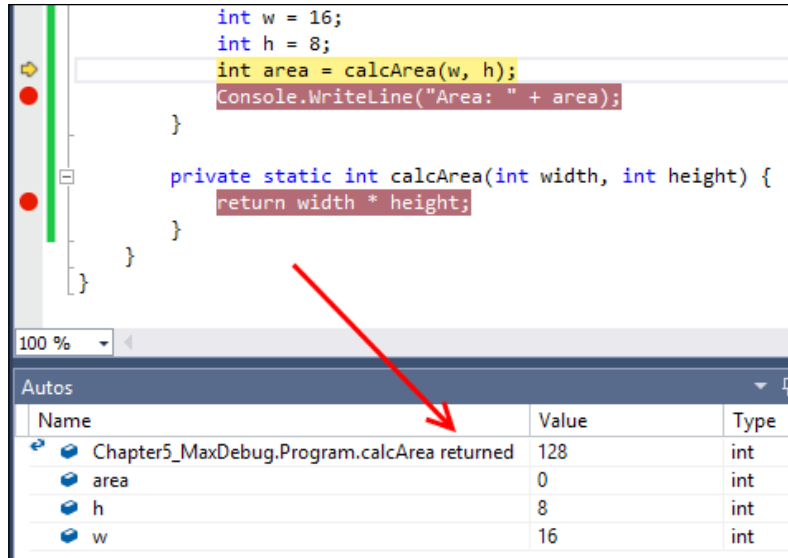 int w = 16;
int h = 8;
int area = calcArea(w, h);
Console.WriteLine("Area: " + area);
}
private static int calcArea(int width, int height) {
return width * height;
}
}
}
100 %
Autos
Name Value Type
Chapter5_MaxDebug.Program.calcArea returned 128 int
area 0 int
h 8 int
w 16 int